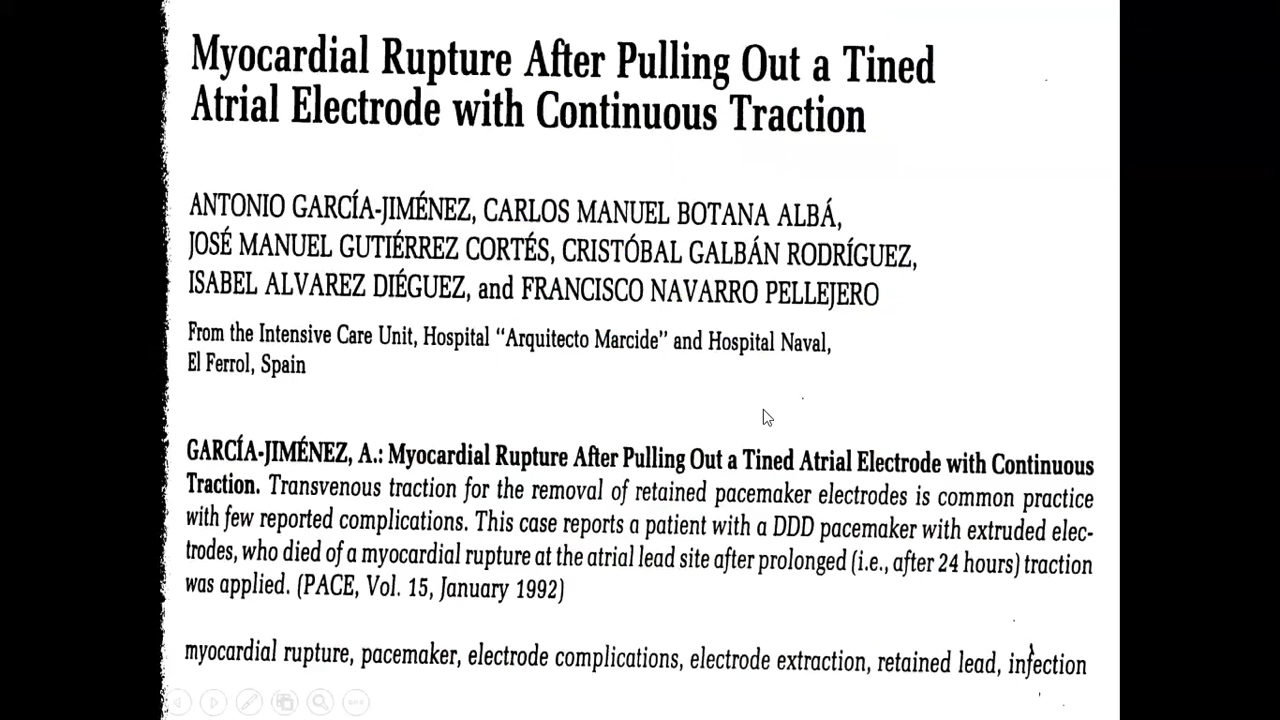 Myocardial Rupture After Pulling Out a Tined
Atrial Electrode with Continuous Traction
ANTONIO GARCÍA-JIMÉNEZ, CARLOS MANUEL BOTANA ALBÁ,
JOSÉ MANUEL GUTIÉRREZ CORTÉS, CRISTÓBAL GALBÁN RODRÍGUEZ,
ISABEL ALVAREZ DIÉGUEZ, and FRANCISCO NAVARRO PELLEJERO
From the Intensive Care Unit, Hospital “Arquitecto Marcide” and Hospital Naval,
El Ferrol, Spain
GARCÍA-JIMÉNEZ, A.: Myocardial Rupture After Pulling Out a Tined Atrial Electrode with Continuous
Traction. Transvenous traction for the removal of retained pacemaker electrodes is common practice
with few reported complications. This case reports a patient with a DDD pacemaker with extruded elec-
trodes, who died of a myocardial rupture at the atrial lead site after prolonged (i.e., after 24 hours) traction
was applied. (PACE, Vol. 15, January 1992)
myocardial rupture, pacemaker, electrode complications, electrode extraction, retained lead, infection